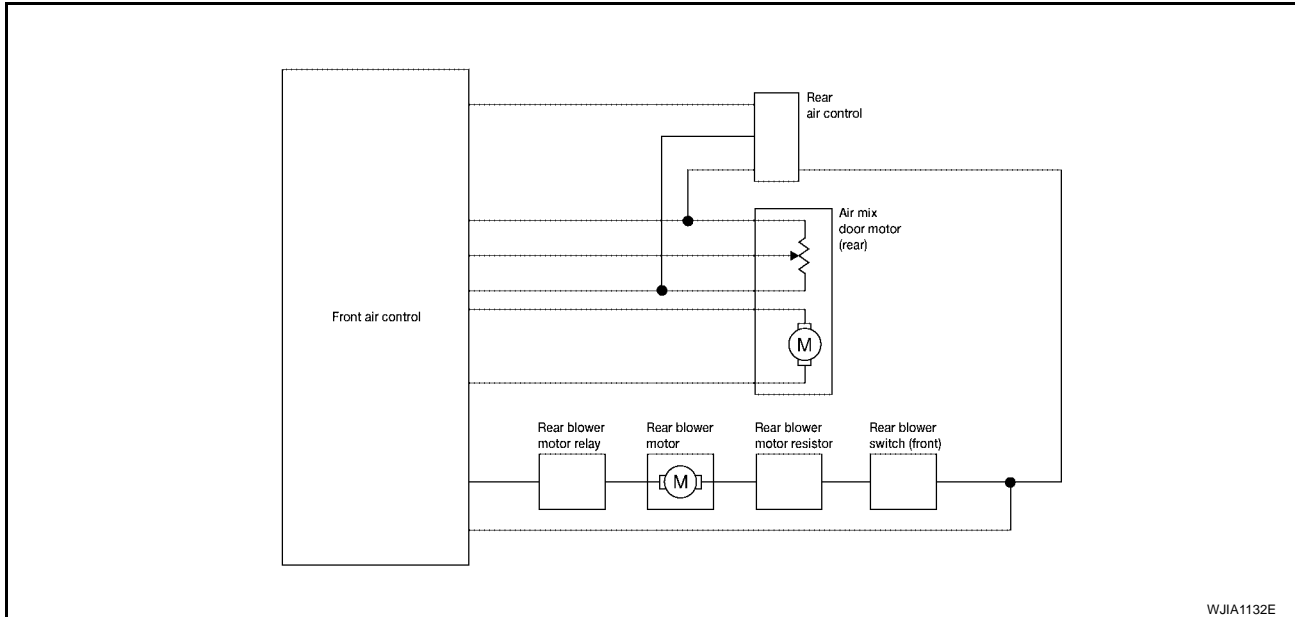 Rear
air control
Air mix
door motor
(rear)
Front air control
M
Rear blower
motor relay
Rear blower
motor
Rear blower
motor resistor
Rear blower
switch (front)
M
WJIA1132E